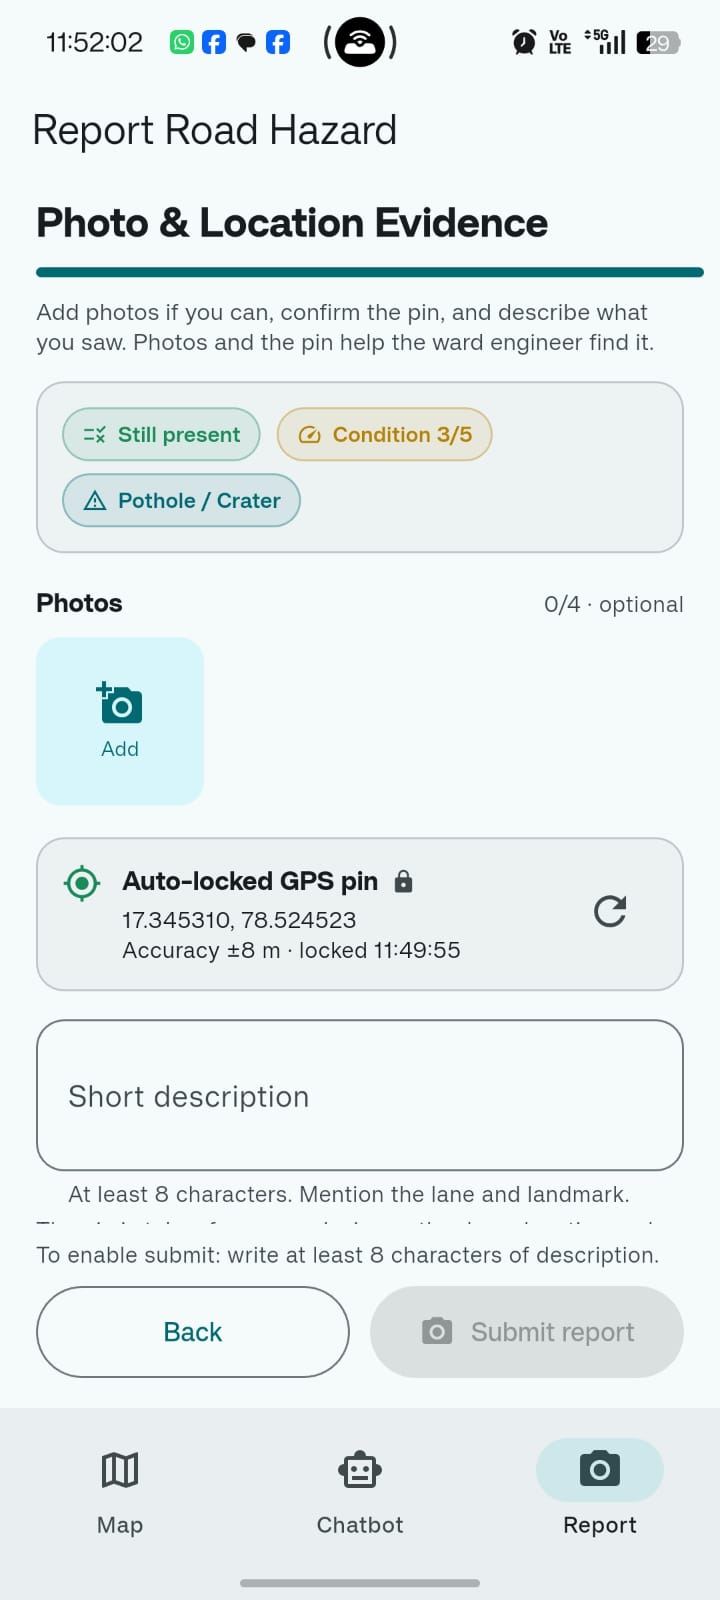 11:52:02
Vo
LTE
5G
29
Report Road Hazard
Photo & Location Evidence
Add photos if you can, confirm the pin, and describe what
you saw. Photos and the pin help the ward engineer find it.
Still present
Condition 3/5
Pothole / Crater
Photos
0/4 · optional
Add
Auto-locked GPS pin
17.345310, 78.524523
Accuracy ±8 m · locked 11:49:55
Short description
At least 8 characters. Mention the lane and landmark.
To enable submit: write at least 8 characters of description.
Back
Submit report
Map
Chatbot
Report